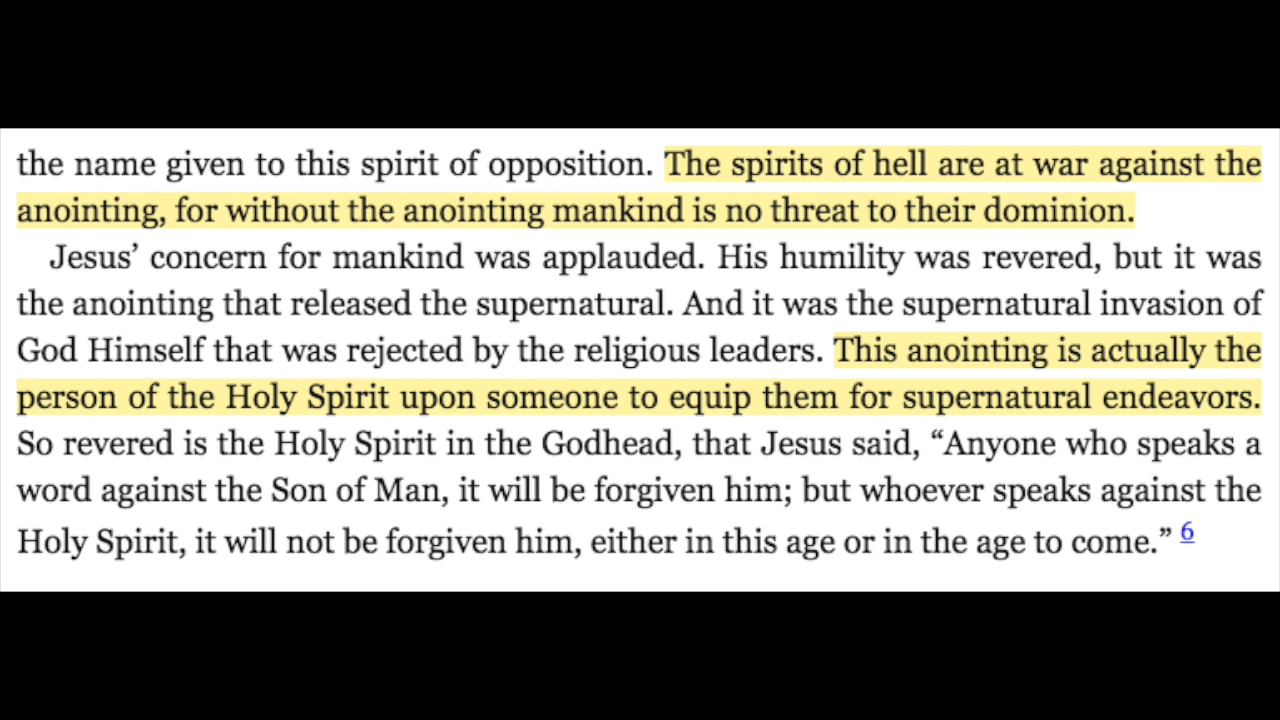 the name given to this spirit of opposition. The spirits of hell are at war against the
anointing, for without the anointing mankind is no threat to their dominion.
Jesus’ concern for mankind was applauded. His humility was revered, but it was
the anointing that released the supernatural. And it was the supernatural invasion of
God Himself that was rejected by the religious leaders. This anointing is actually the
person of the Holy Spirit upon someone to equip them for supernatural endeavors.
So revered is the Holy Spirit in the Godhead, that Jesus said, “Anyone who speaks a
word against the Son of Man, it will be forgiven him; but whoever speaks against the
Holy Spirit, it will not be forgiven him, either in this age or in the age to come.” 6